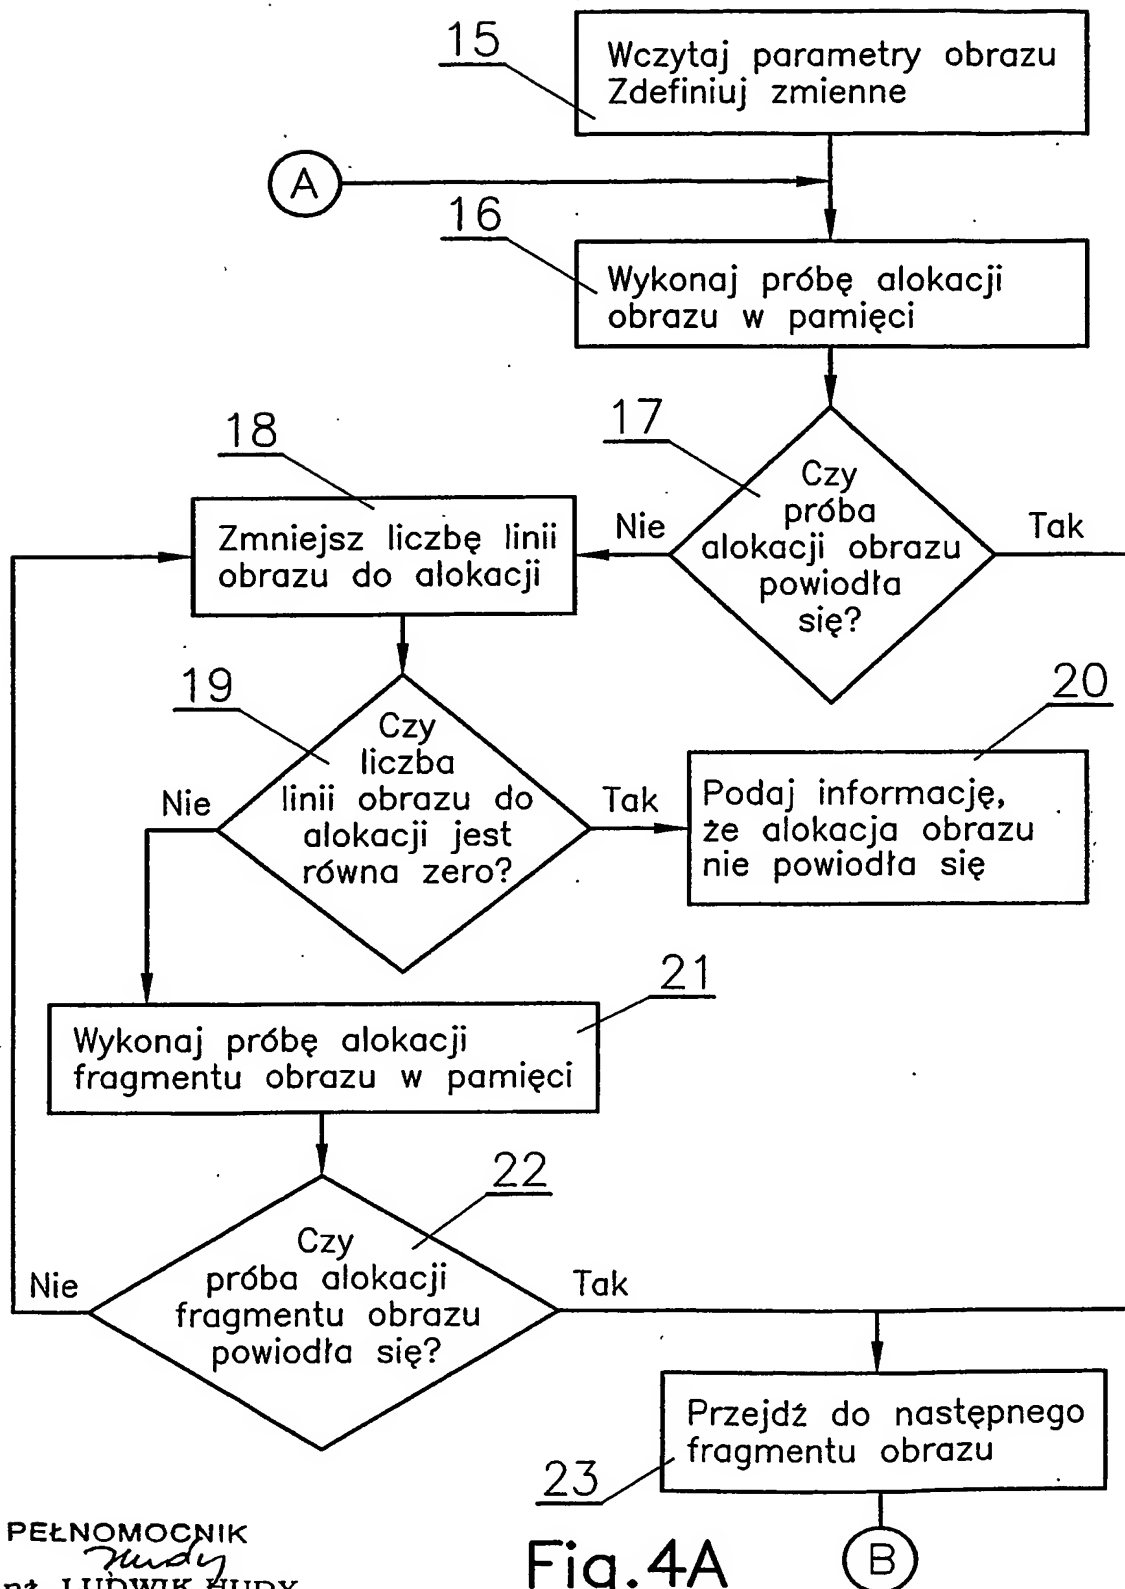 15
Wczytaj parametry obrazu
Zdefiniuj zmienne
A
16
Wykonaj próbę alokacji
obrazu w pamięci
17
Czy
próba
alokacji obrazu
powiodła
się?
Nie
Tak
18
Zmniejsz liczbę linii
obrazu do alokacji
19
Czy
liczba
linii obrazu do
alokacji jest
równa zero?
Nie
Tak
20
Podaj informację,
że alokacja obrazu
nie powiodła się
21
Wykonaj próbę alokacji
fragmentu obrazu w pamięci
22
Czy
próba alokacji
fragmentu obrazu
powiodła się?
Nie
Tak
Przejdź do następnego
fragmentu obrazu
23
B
PEŁNOMOCNIK
Hudy
LUDWIK HUDY
Fig.4A